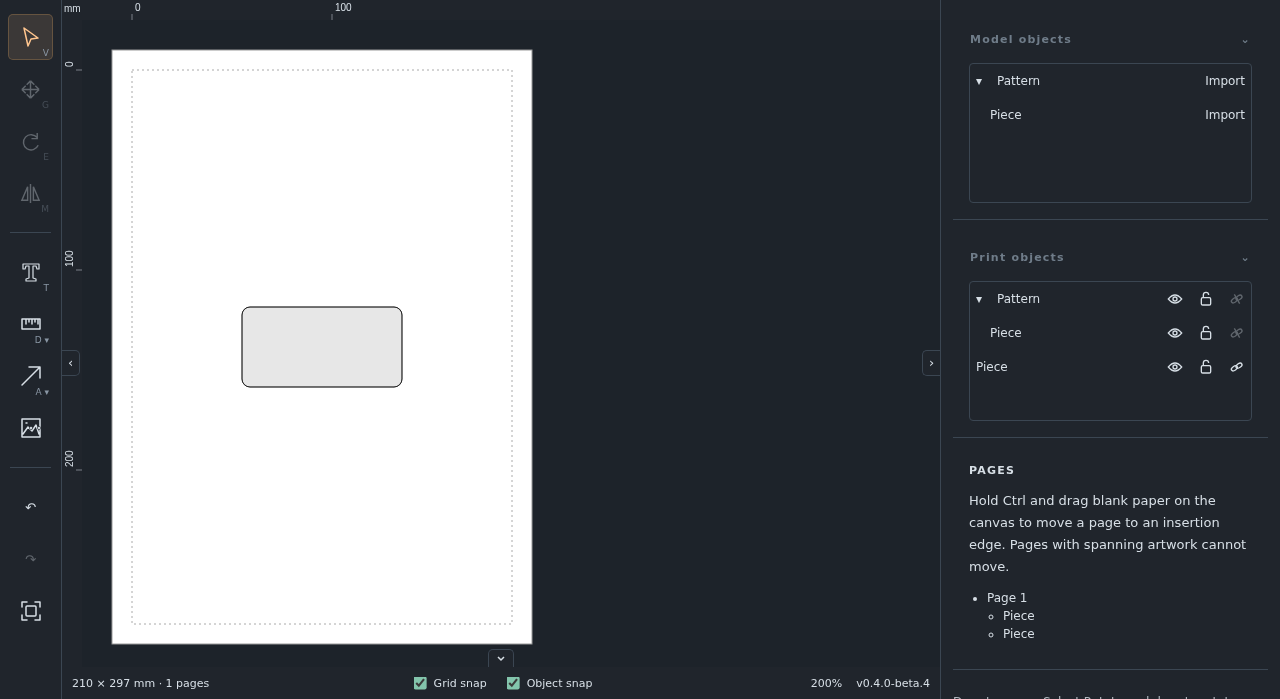 mm
0
100
0
100
200
V
G
E
M
T
D ▾
A ▾
Model objects
▾ Pattern Import
Piece Import
Print objects
▾ Pattern
Piece
Piece
PAGES
Hold Ctrl and drag blank paper on the
canvas to move a page to an insertion
edge. Pages with spanning artwork cannot
move.
• Page 1
◦ Piece
◦ Piece
210 × 297 mm · 1 pages
Grid snap
Object snap
200%
v0.4.0-beta.4